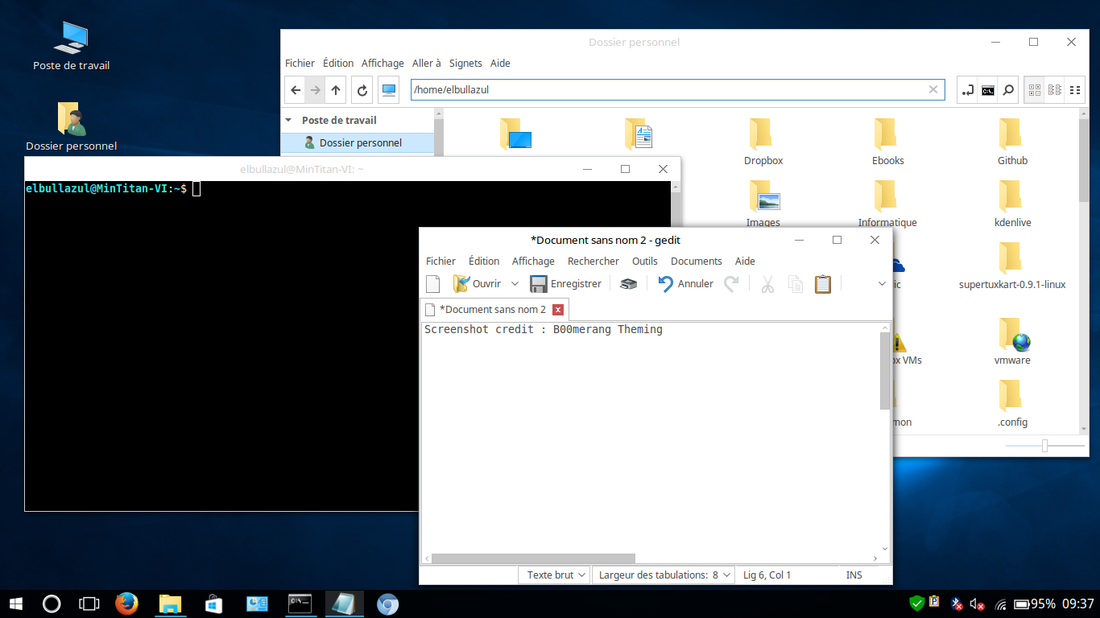 Poste de travail
Dossier personnel
Dossier personnel
Fichier Édition Affichage Aller à Signets Aide
/home/elbullazul
Poste de travail
Dossier personnel
Dropbox
Ebooks
Github
Images
Informatique
kdenlive
ic
supertuxkart-0.9.1-linux
ox VMs
vmware
mon
.config
elbullazul@MinTitan-VI: ~
elbullazul@MinTitan-VI:~$
*Document sans nom 2 - gedit
Fichier Édition Affichage Rechercher Outils Documents Aide
Ouvrir Enregistrer Annuler
*Document sans nom 2
Screenshot credit : B00merang Theming
Texte brut Largeur des tabulations: 8 Lig 6, Col 1 INS
95% 09:37